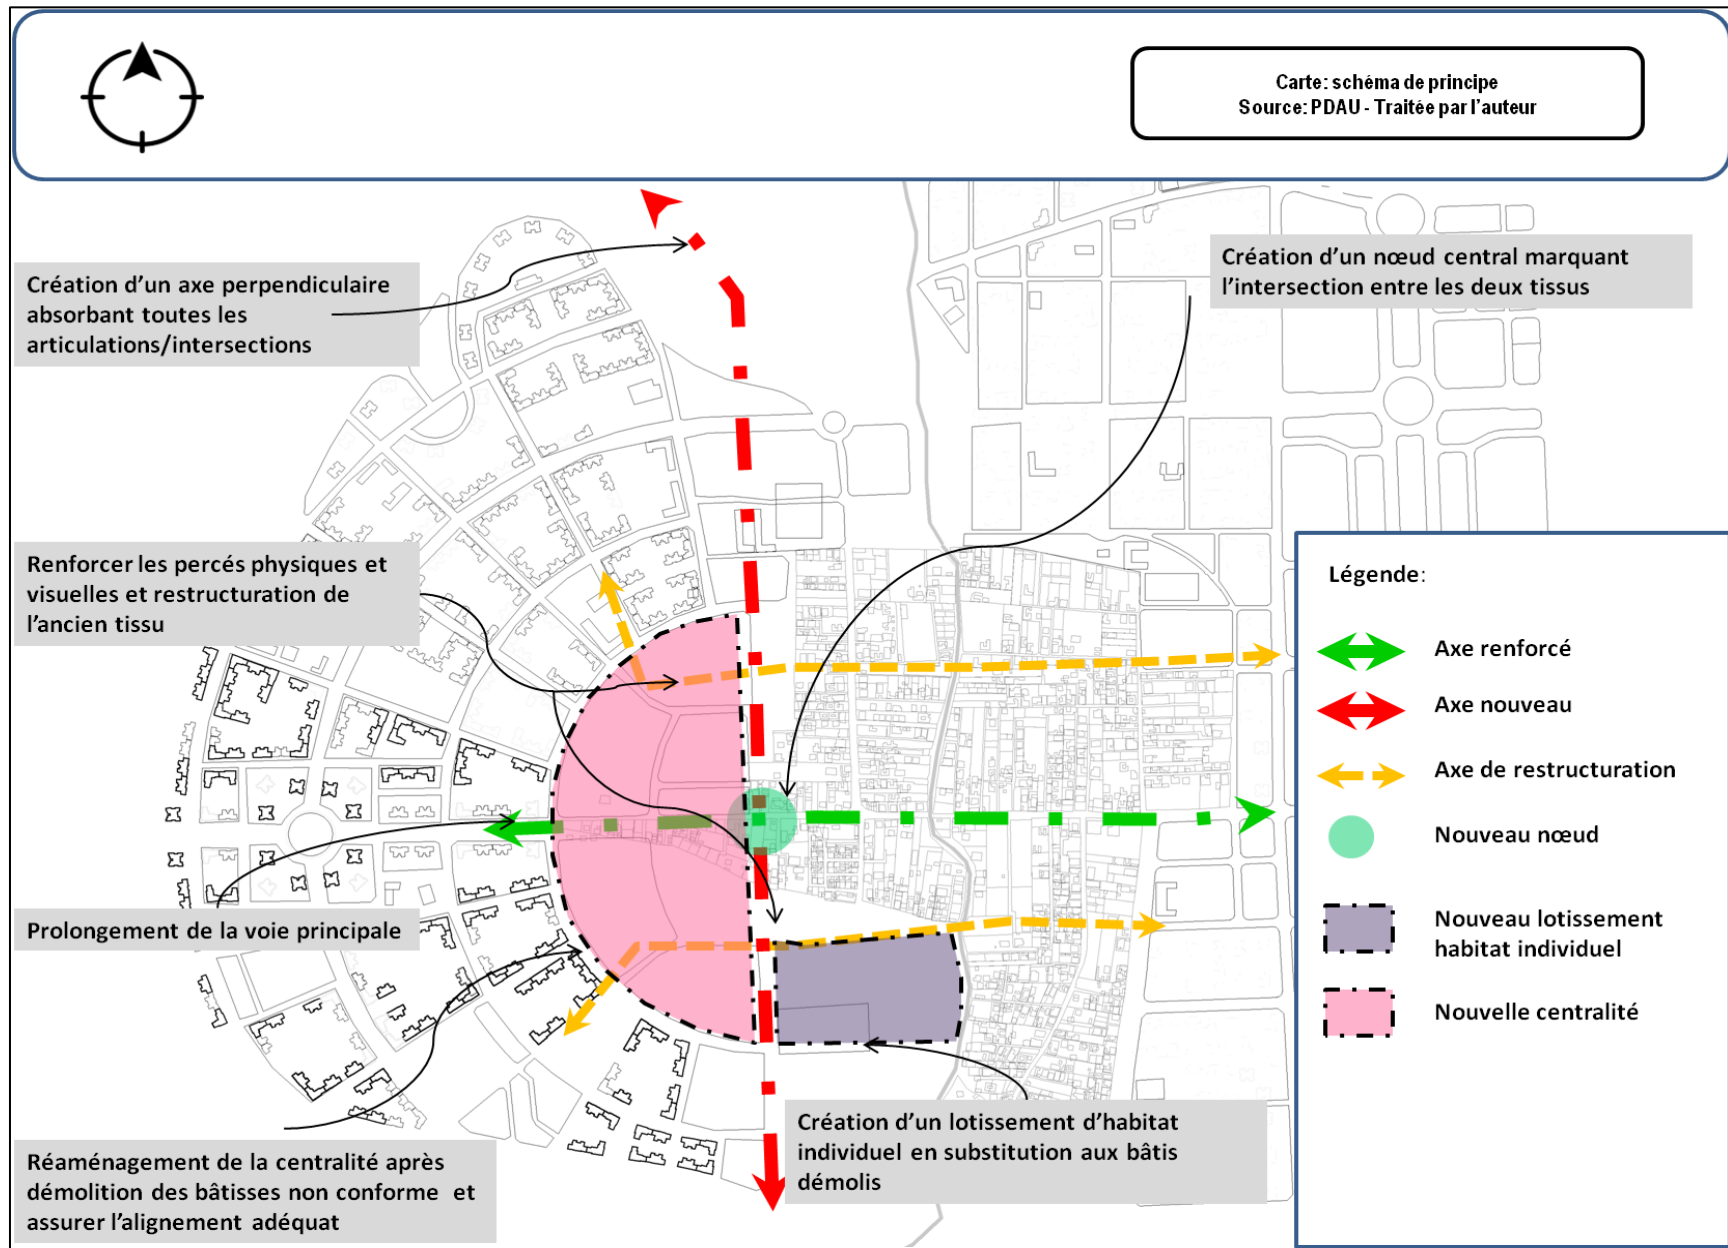 Carte: schéma de principe
Source: PDAU - Traitée par l'auteur
Création d'un axe perpendiculaire
absorbant toutes les
articulations/intersections
Création d'un nœud central marquant
l'intersection entre les deux tissus
Renforcer les percés physiques et
visuelles et restructuration de
l'ancien tissu
Prolongement de la voie principale
Réaménagement de la centralité après
démolition des bâtisses non conforme et
assurer l'alignement adéquat
Création d'un lotissement d'habitat
individuel en substitution aux bâtis
démolis
Légende:
Axe renforcé
Axe nouveau
Axe de restructuration
Nouveau nœud
Nouveau lotissement
habitat individuel
Nouvelle centralité